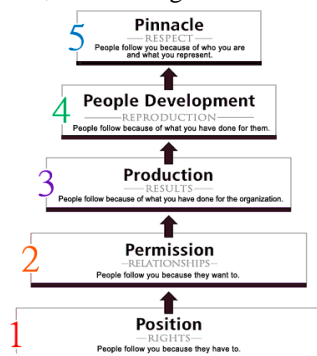 5
Pinnacle
RESPECT
People follow you because of who you are
and what you represent.
4
People Development
REPRODUCTION
People follow because of what you have done for them.
3
Production
RESULTS
People follow because of what you have done for the organization.
2
Permission
RELATIONSHIPS
People follow you because they want to.
1
Position
RIGHTS
People follow you because they have to.